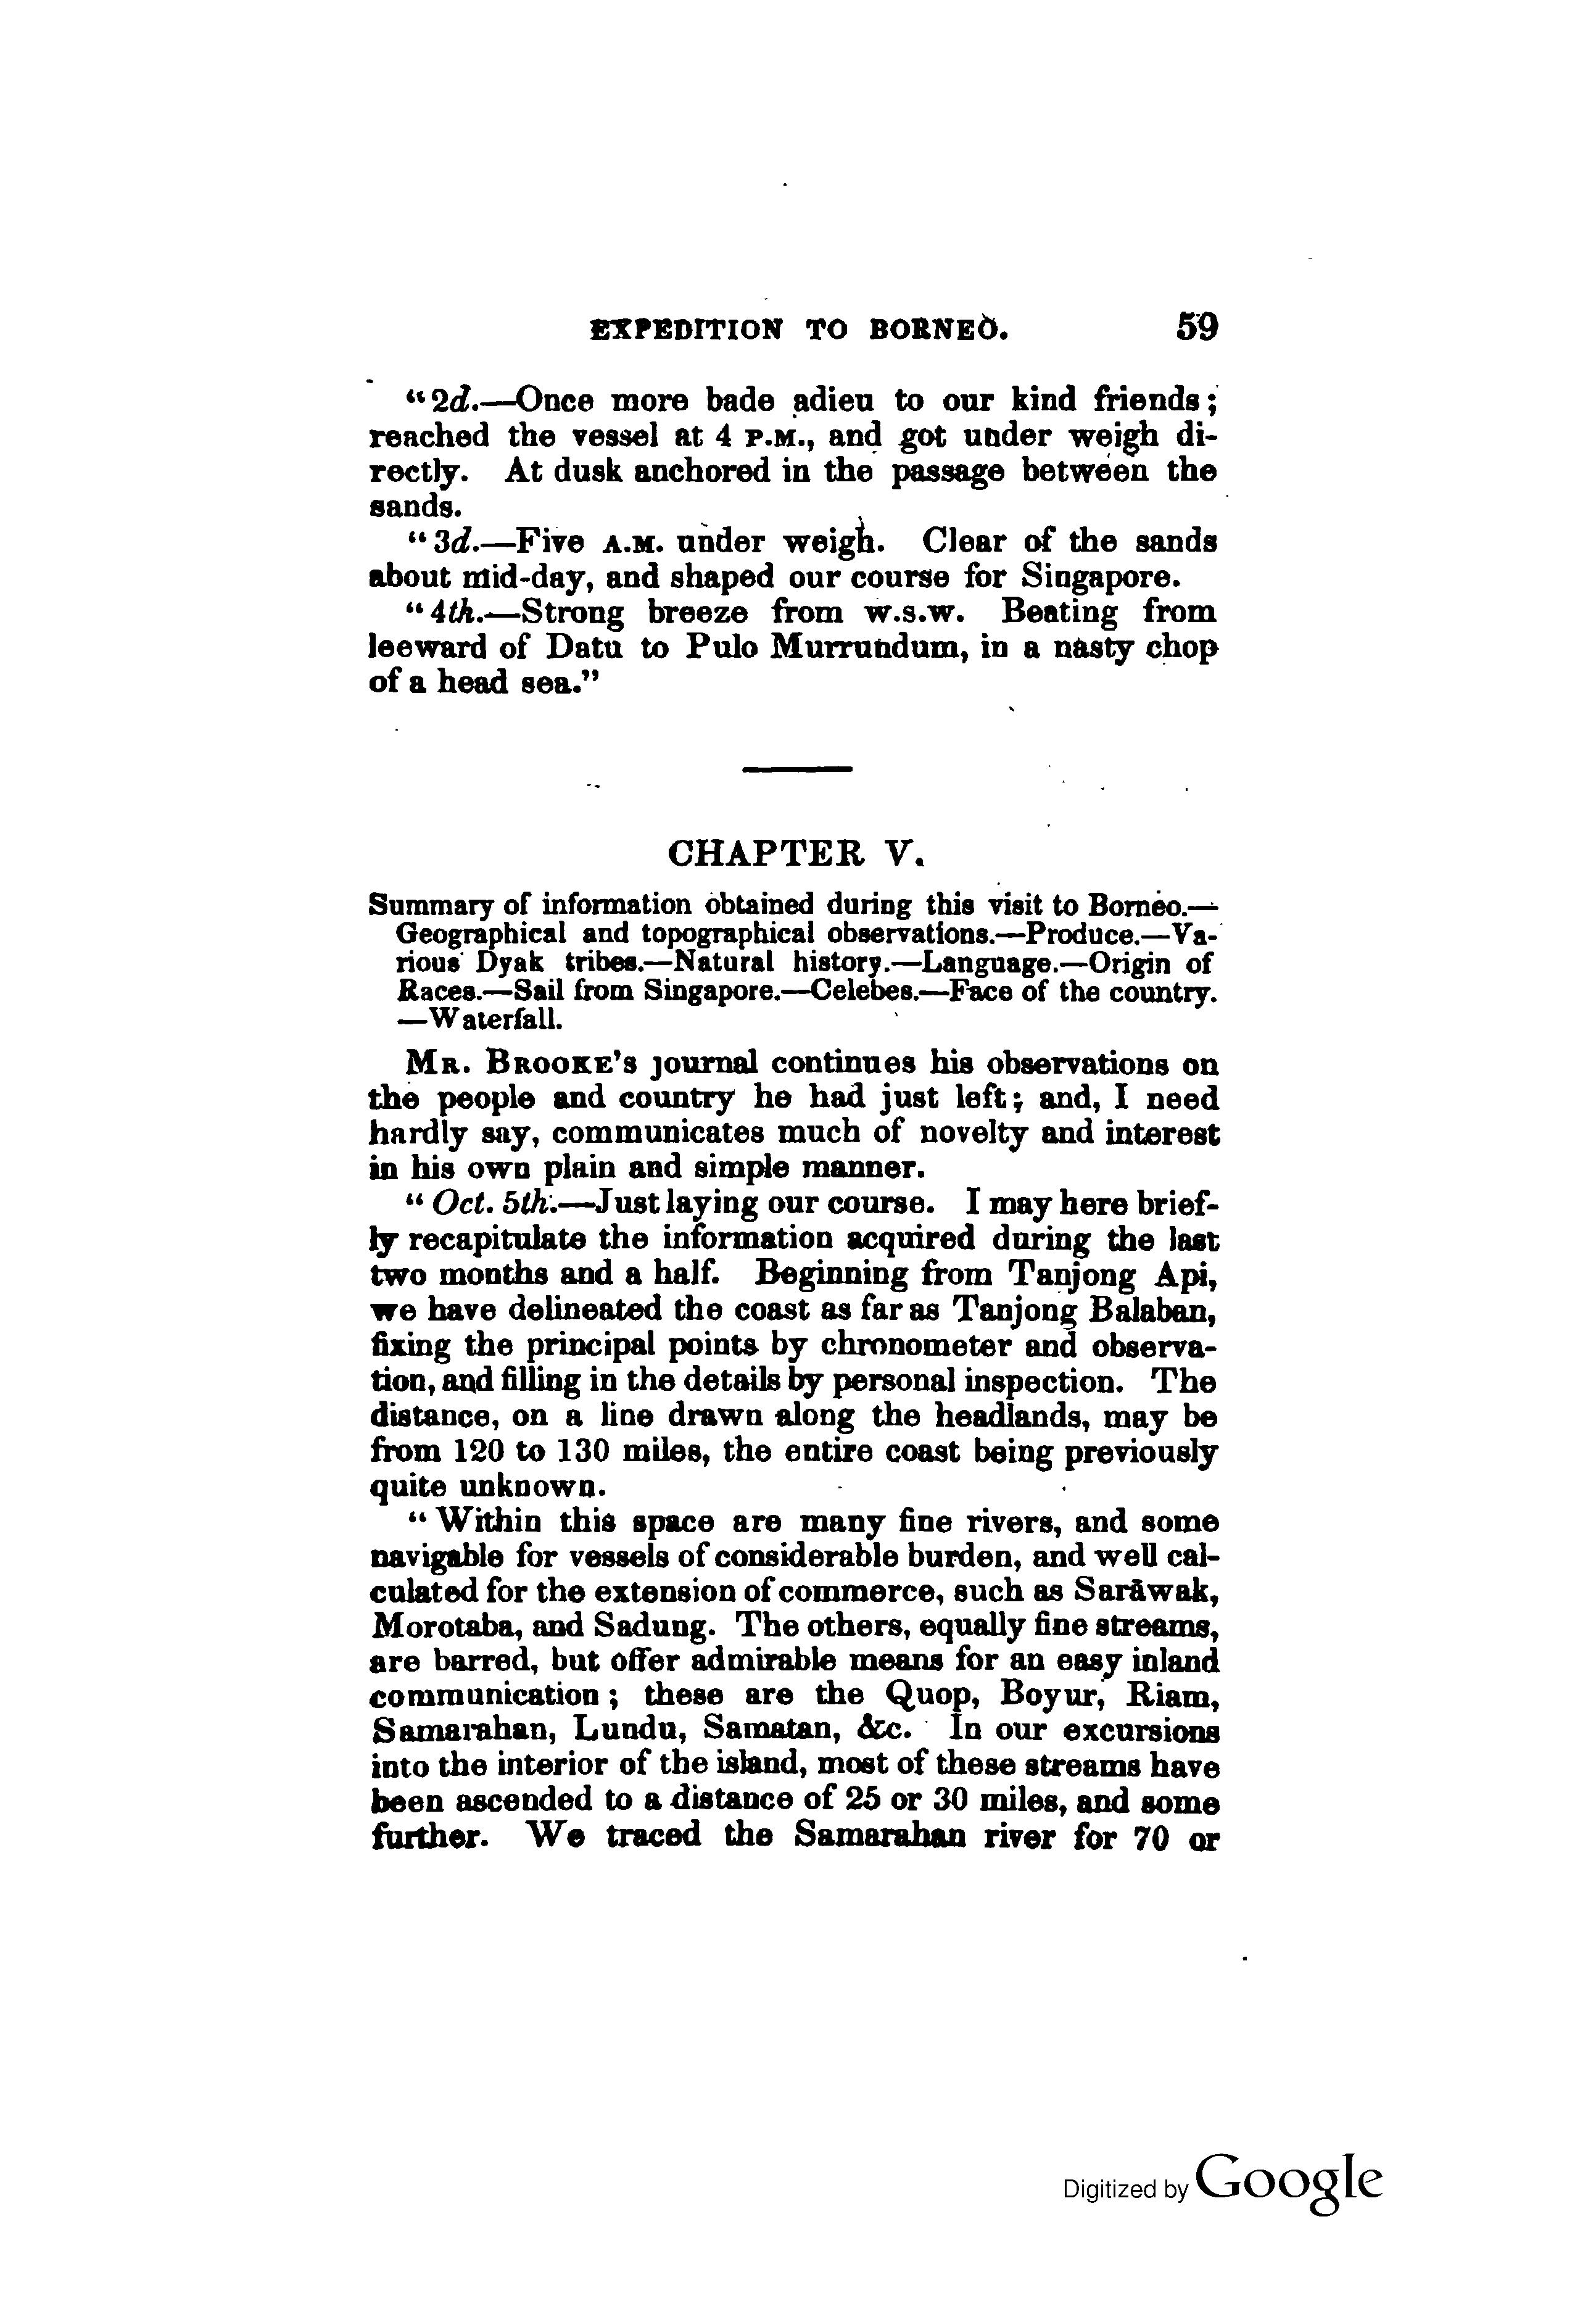 EXPEDITION TO BORNEO. 59
“2d.—Once more bade adieu to our kind friends;
reached the vessel at 4 P.M., and got under weigh di-
rectly. At dusk anchored in the passage between the
sands.
“3d.—Five A.M. under weigh. Clear of the sands
about mid-day, and shaped our course for Singapore.
“4th.—Strong breeze from w.s.w. Beating from
leeward of Datu to Pulo Murrundum, in a nasty chop
of a head sea.”
CHAPTER V.
Summary of information obtained during this visit to Borneo.—
Geographical and topographical observations.—Produce.—Va-
rious Dyak tribes.—Natural history.—Language.—Origin of
Races.—Sail from Singapore.—Celebes.—Face of the country.
—Waterfall.
MR. BROOKE’S journal continues his observations on
the people and country he had just left; and, I need
hardly say, communicates much of novelty and interest
in his own plain and simple manner.
“Oct. 5th.—Just laying our course. I may here brief-
ly recapitulate the information acquired during the last
two months and a half. Beginning from Tanjong Api,
we have delineated the coast as far as Tanjong Balaban,
fixing the principal points by chronometer and observa-
tion, and filling in the details by personal inspection. The
distance, on a line drawn along the headlands, may be
from 120 to 130 miles, the entire coast being previously
quite unknown.
“Within this space are many fine rivers, and some
navigable for vessels of considerable burden, and well cal-
culated for the extension of commerce, such as Saräwak,
Morotaba, and Sadung. The others, equally fine streams,
are barred, but offer admirable means for an easy inland
communication; these are the Quop, Boyur, Riam,
Samarahan, Lundu, Samatan, &c. In our excursions
into the interior of the island, most of these streams have
been ascended to a distance of 25 or 30 miles, and some
further. We traced the Samarahan river for 70 or
Digitized by Google